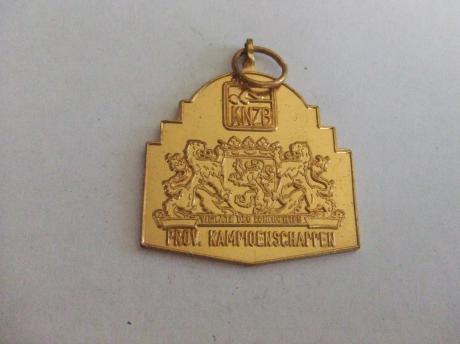 KNZB
PROV. KAMPIOENSCHAPPEN